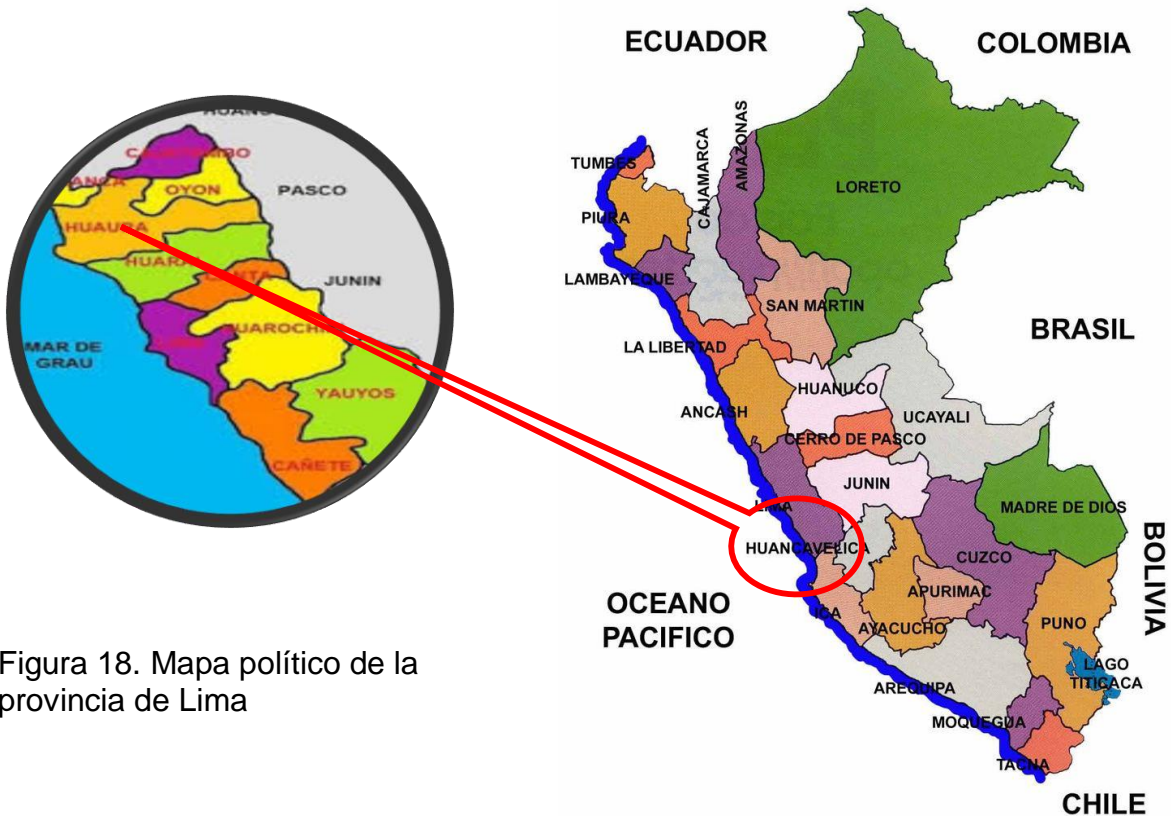 ECUADOR
COLOMBIA
TUMBES
CAJAMARCA
AMAZONAS
LORETO
PIURA
LAMBAYEQUE
SAN MARTIN
BRASIL
LA LIBERTAD
HUANUCO
ANCASH
UCAYALI
CERRO DE PASCO
JUNIN
LIMA
MADRE DE DIOS
HUANCAVELICA
CUZCO
BOLIVIA
APURIMAC
OCEANO
PACIFICO
ICA
AYACUCHO
PUNO
LAGO
TITICACA
AREQUIPA
MOQUEGUA
TACNA
CHILE
OYON
PASCO
HUAURA
JUNIN
MAR DE
GRAU
YAUYOS
CAÑETE
Figura 18. Mapa político de la
provincia de Lima